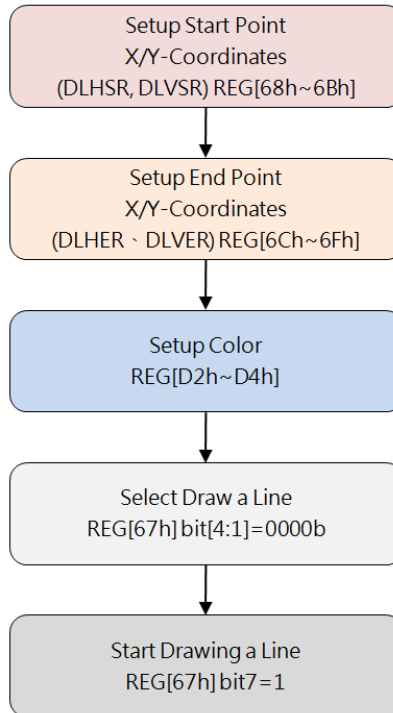 Setup Start Point
X/Y-Coordinates
(DLHSR, DLVSR) REG[68h~6Bh]
Setup End Point
X/Y-Coordinates
(DLHER、DLVER) REG[6Ch~6Fh]
Setup Color
REG[D2h~D4h]
Select Draw a Line
REG[67h] bit[4:1]=0000b
Start Drawing a Line
REG[67h] bit7=1